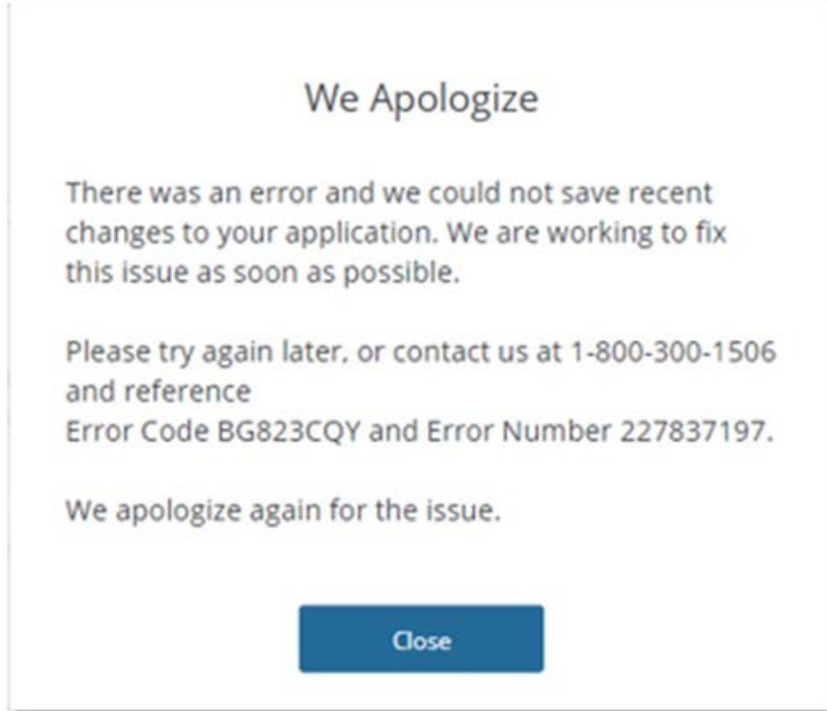 We Apologize
There was an error and we could not save recent
changes to your application. We are working to fix
this issue as soon as possible.
Please try again later, or contact us at 1-800-300-1506
and reference
Error Code BG823CQY and Error Number 227837197.
We apologize again for the issue.
Close